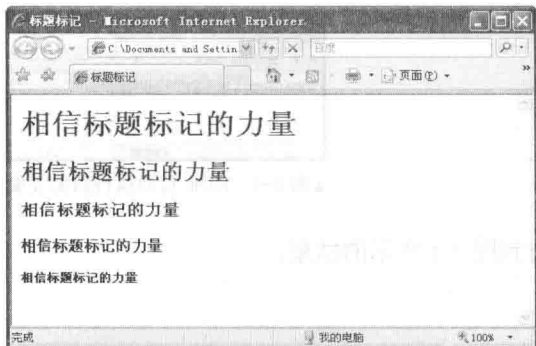 标题标记 - Microsoft Internet Explorer
C:\Documents and Settin
百度
标题标记
页面(P)
相信标题标记的力量
相信标题标记的力量
相信标题标记的力量
相信标题标记的力量
相信标题标记的力量
完成
我的电脑
100%